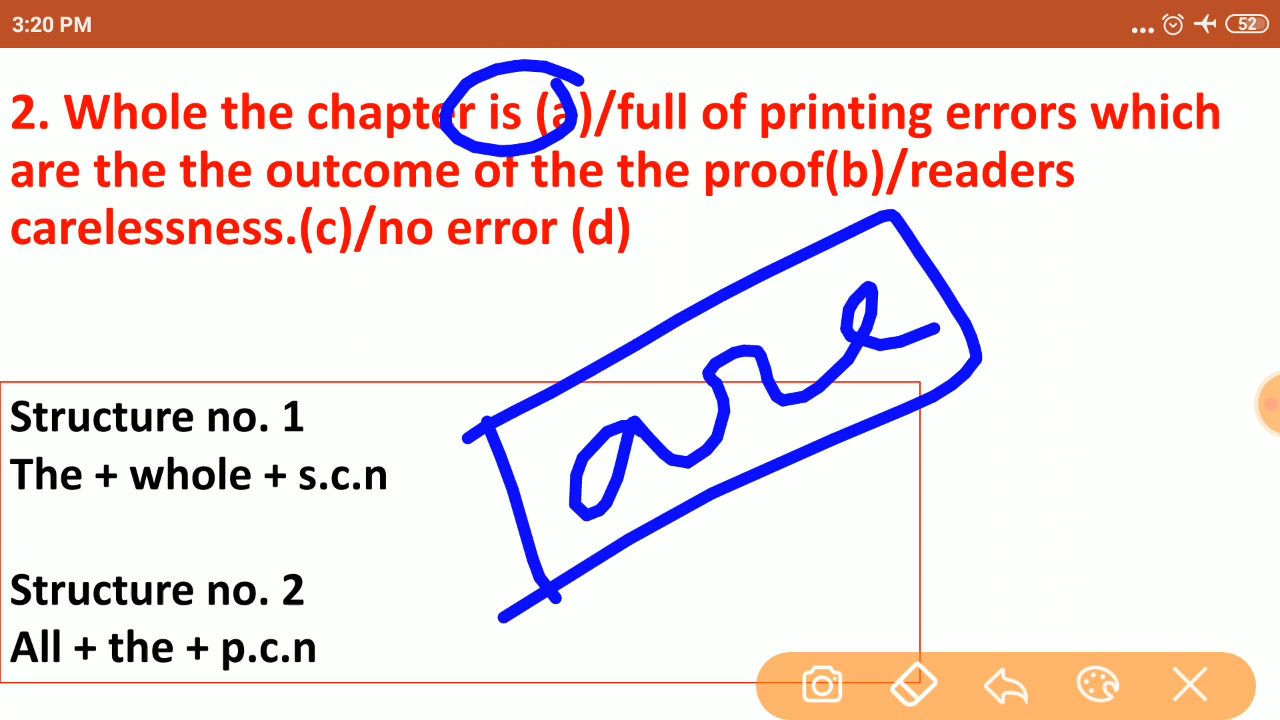 3:20 PM
52
2. Whole the chapter is (a)/full of printing errors which
are the the outcome of the the proof(b)/readers
carelessness.(c)/no error (d)
are
Structure no. 1
The + whole + s.c.n
Structure no. 2
All + the + p.c.n